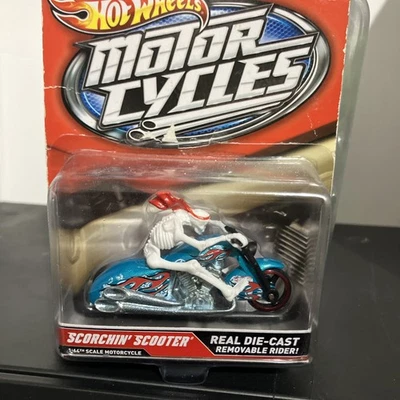 HOT WHEELS
MOTOR
CYCLES
SCORCHIN' SCOOTER
1:64TH SCALE MOTORCYCLE
REAL DIE-CAST
REMOVABLE RIDER!